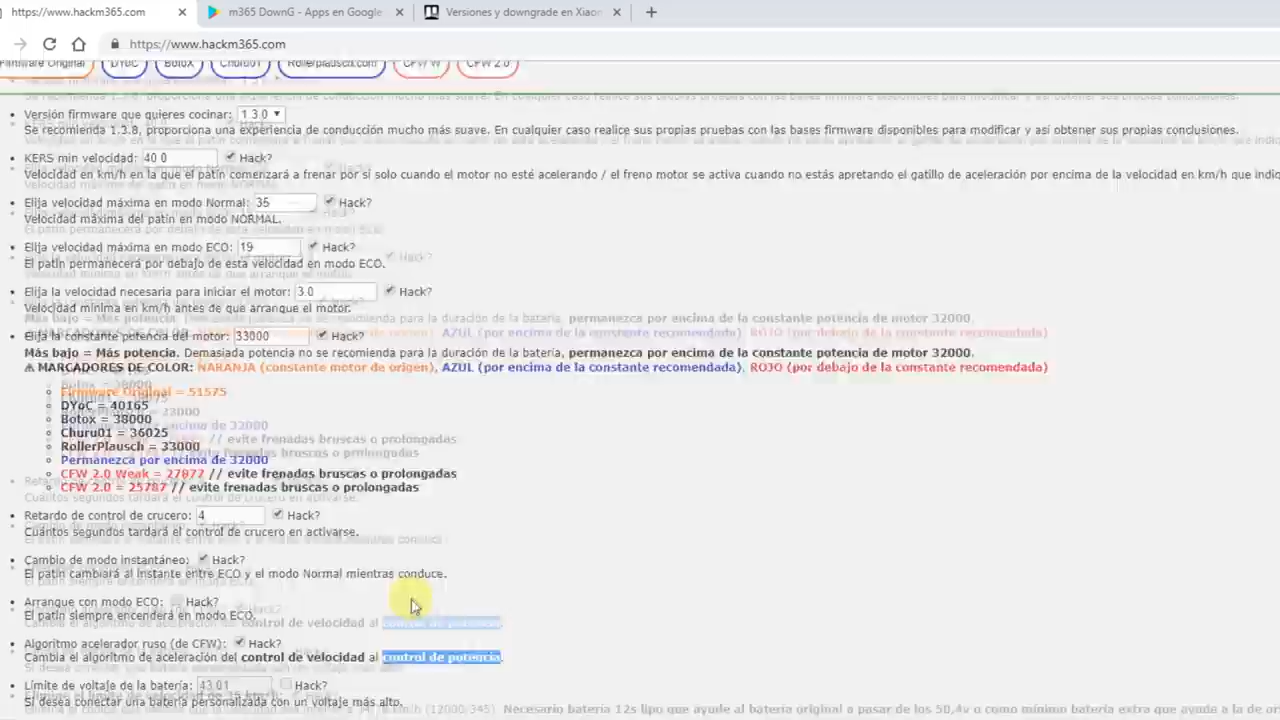 https://www.hackm365.com
m365 DownG - Apps en Google
Versiones y downgrade en Xiaom
https://www.hackm365.com
Firmware Original
DYoC
BotoX
Churu01
Rollerplausch.com
CFW W
CFW 2.0
Versión firmware que quieres cocinar: 1.3.0
Se recomienda 1.3.8, proporciona una experiencia de conducción mucho más suave. En cualquier caso realice sus propias pruebas con las bases firmware disponibles para modificar y así obtener sus propias conclusiones.
KERS min velocidad: 40.0 Hack?
Velocidad en km/h en la que el patín comenzará a frenar por si solo cuando el motor no esté acelerando / el freno motor se activa cuando no estás apretando el gatillo de aceleración por encima de la velocidad en km/h que indiq
Elija velocidad máxima en modo Normal: 35 Hack?
Velocidad máxima del patín en modo NORMAL.
Elija velocidad máxima en modo ECO: 19 Hack?
El patín permanecerá por debajo de esta velocidad en modo ECO.
Elija la velocidad necesaria para iniciar el motor: 3.0 Hack?
Velocidad mínima en km/h antes de que arranque el motor.
Elija la constante potencia del motor: 33000 Hack?
Más bajo = Más potencia. Demasiada potencia no se recomienda para la duración de la batería, permanezca por encima de la constante potencia de motor 32000.
⚠ MARCADORES DE COLOR: NARANJA (constante motor de origen), AZUL (por encima de la constante recomendada), ROJO (por debajo de la constante recomendada)
Firmware Original = 51575
DYoC = 40165
Botox = 38000
Churu01 = 36025
RollerPlausch = 33000
Permanezca por encima de 32000
CFW 2.0 Weak = 27877 // evite frenadas bruscas o prolongadas
CFW 2.0 = 25787 // evite frenadas bruscas o prolongadas
Retardo de control de crucero: 4 Hack?
Cuántos segundos tardará el control de crucero en activarse.
Cambio de modo instantáneo: Hack?
El patín cambiará al instante entre ECO y el modo Normal mientras conduce.
Arranque con modo ECO: Hack?
El patín siempre encenderá en modo ECO.
Algoritmo acelerador ruso (de CFW): Hack?
Cambia el algoritmo de aceleración del control de velocidad al control de potencia.
Límite de voltaje de la batería: 43.01 Hack?
Si desea conectar una batería personalizada con un voltaje más alto.